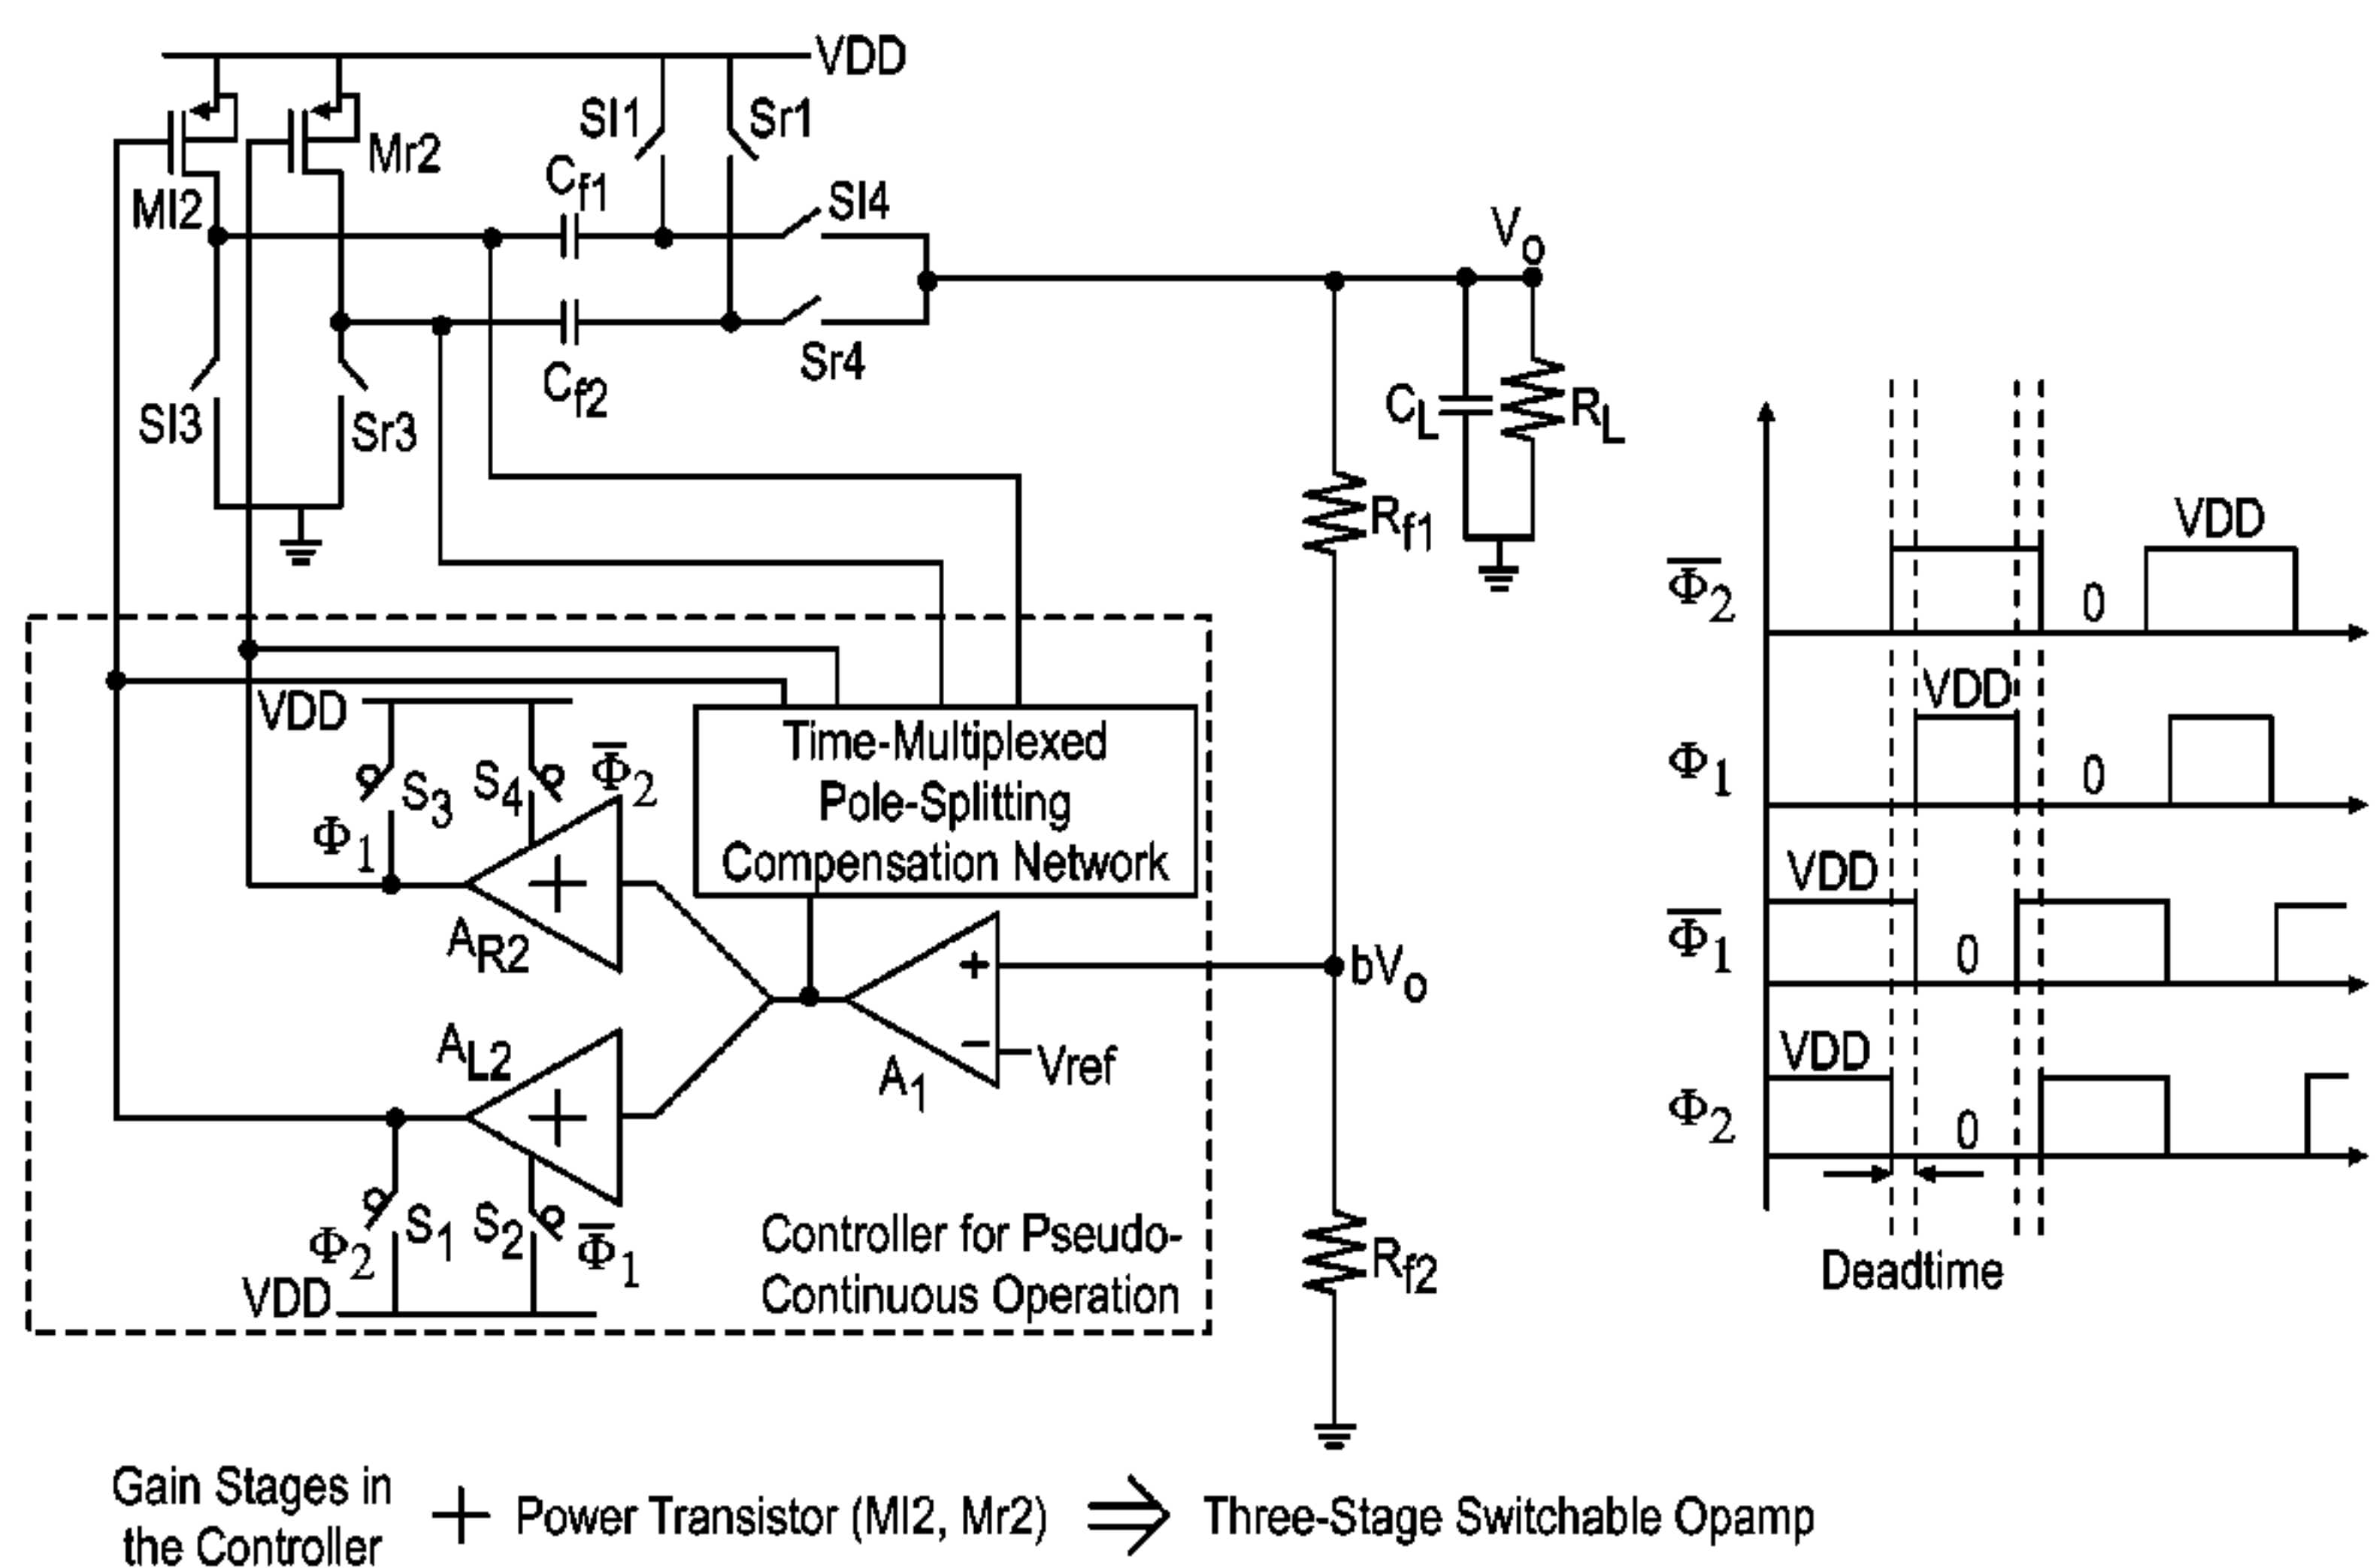 VDD
Sl1
Sr1
Mr2
Ml2
Cf1
Sl4
Vo
Cf2
Sr4
Sl3
Sr3
CL
RL
Rf1
VDD
Φ̅2
0
VDD
Φ1
0
VDD
Φ̅1
0
VDD
Φ2
0
Deadtime
VDD
S3
S4
Φ̅2
Φ1
+
AR2
Time-Multiplexed
Pole-Splitting
Compensation Network
+
−
A1
bVo
Vref
AL2
+
Φ2
S1
S2
Φ̅1
VDD
Controller for Pseudo-
Continuous Operation
Rf2
Gain Stages in
the Controller
+ Power Transistor (Ml2, Mr2) ⇒ Three-Stage Switchable Opamp